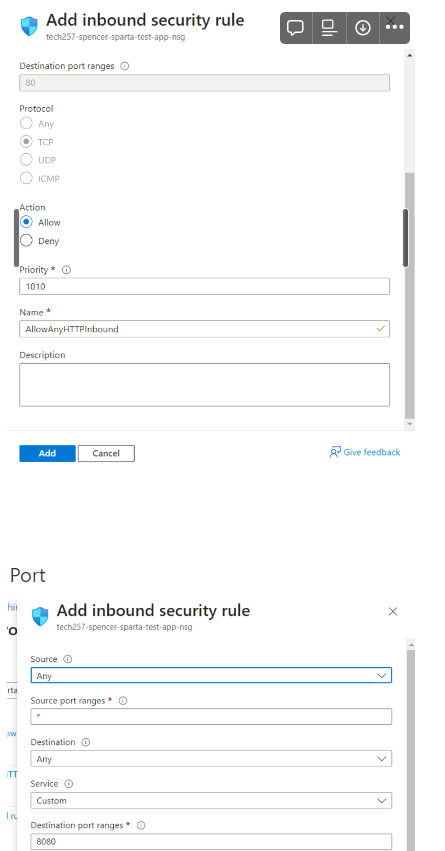 Add inbound security rule
tech257-spencer-sparta-test-app-nsg
Destination port ranges
80
Protocol
Any
TCP
UDP
ICMP
Action
Allow
Deny
Priority *
1010
Name *
AllowAnyHTTPInbound
Description
Add Cancel
Give feedback
Port
Add inbound security rule
tech257-spencer-sparta-test-app-nsg
Source
Any
Source port ranges *
*
Destination
Any
Service
Custom
Destination port ranges *
8080